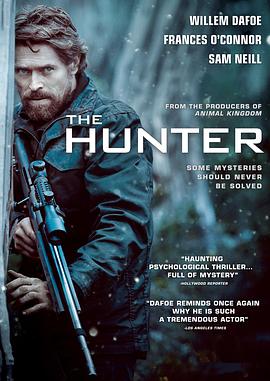 WILLEM DAFOE
FRANCES O'CONNOR
SAM NEILL
FROM THE PRODUCERS OF
ANIMAL KINGDOM
THE
HUNTER
SOME MYSTERIES
SHOULD NEVER
BE SOLVED
"HAUNTING
PSYCHOLOGICAL THRILLER...
FULL OF MYSTERY"
-HOLLYWOOD REPORTER
"DAFOE REMINDS ONCE AGAIN
WHY HE IS SUCH
A TREMENDOUS ACTOR"
-LOS ANGELES TIMES